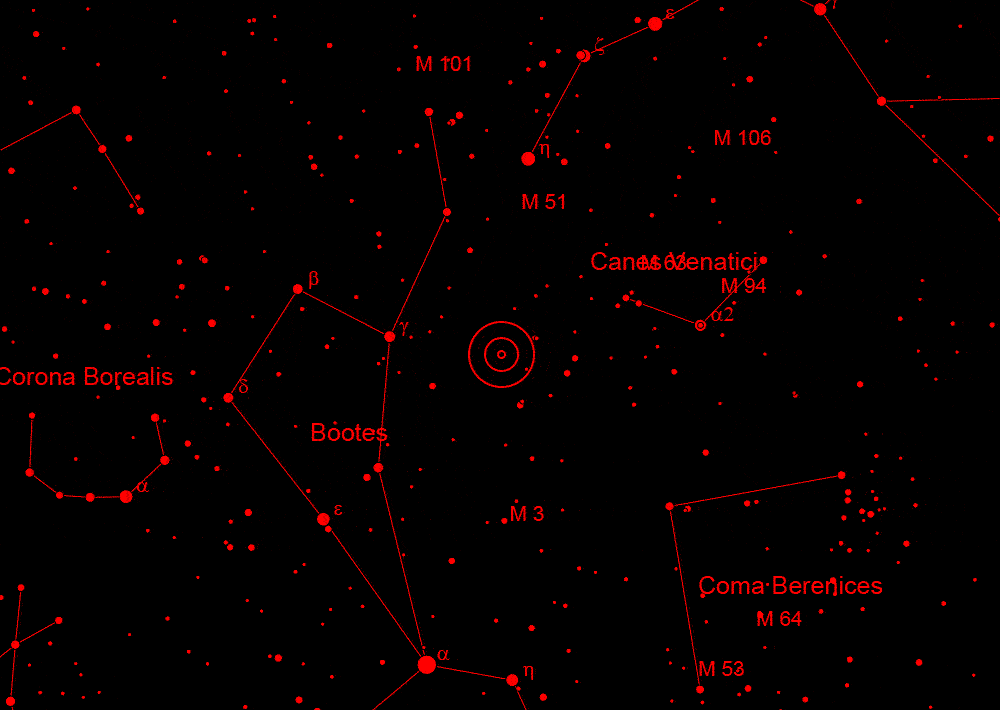 ε
γ
ζ
M 101
M 106
η
M 51
Canes Venatici
M 63
β
M 94
α2
γ
Corona Borealis
δ
Bootes
α
ε
M 3
Coma Berenices
M 64
α
η
M 53